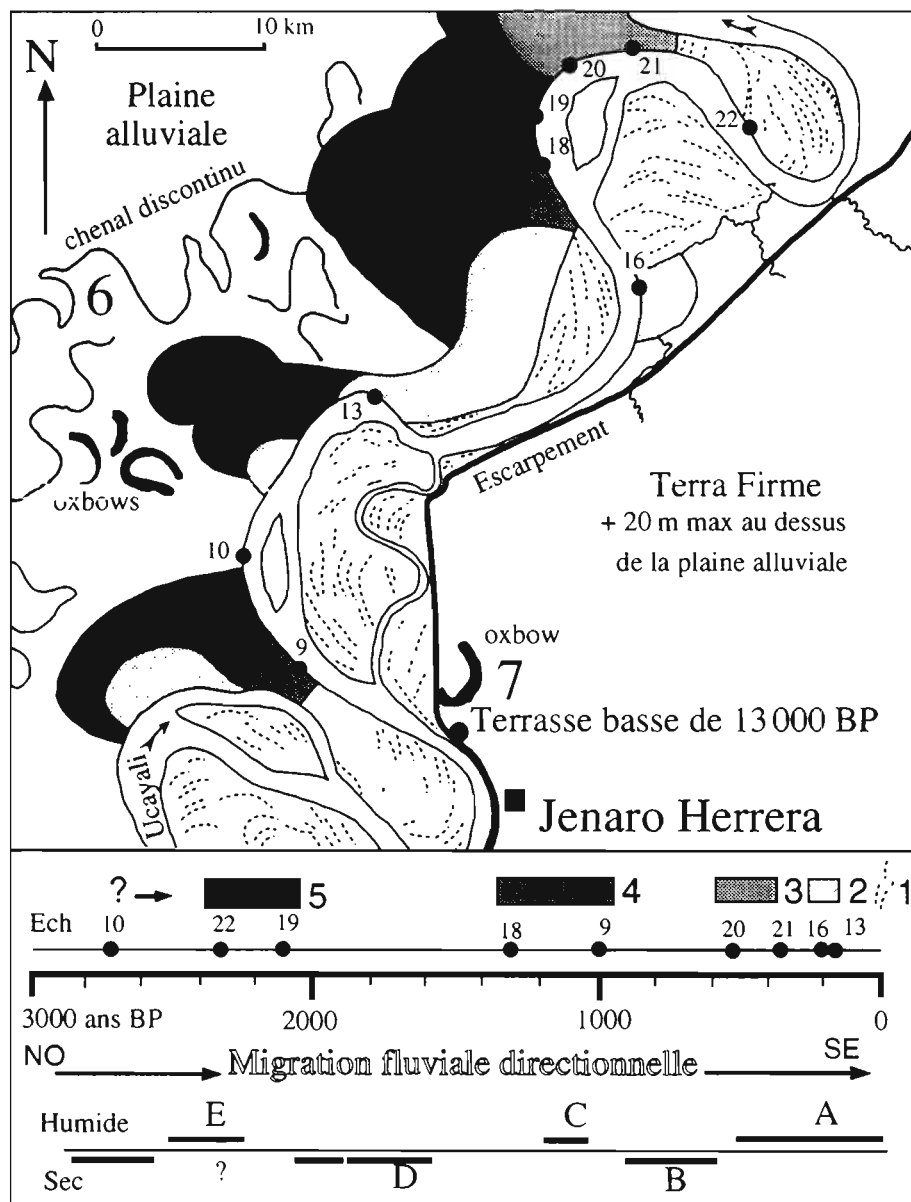 0 10 km
N
Plaine
alluviale
chenal discontinu
20
21
19
18
22
16
6
13
oxbows
Escarpement
Terra Firme
+ 20 m max au dessus
de la plaine alluviale
10
9
oxbow
7
Terrasse basse de 13 000 BP
Ucayali
Jenaro Herrera
? 5 4 3 2 1
Ech 10 22 19 18 9 20 21 16 13
3000 ans BP 2000 1000 0
NO Migration fluviale directionnelle SE
Humide E C A
Sec ? D B